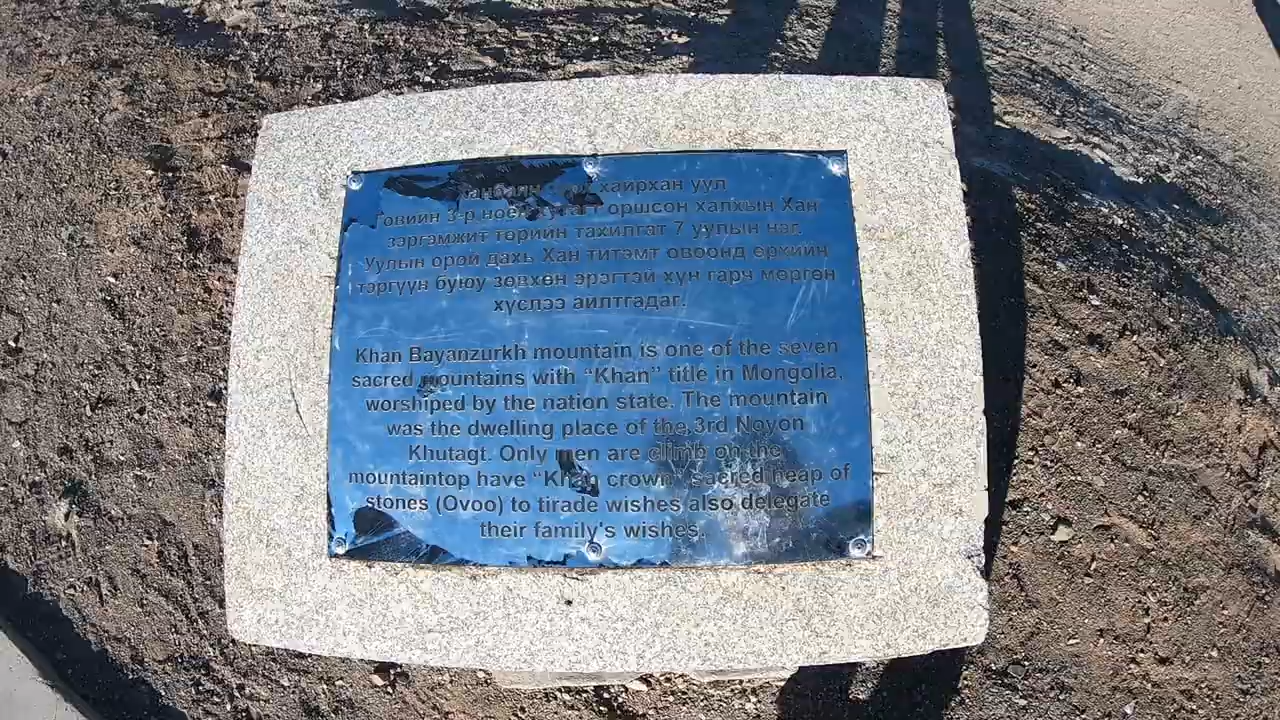 хайрхан уул
Говийн 3-р ноён хутагт оршсон халхын Хан
зэргэмжит төрийн тахилгат 7 уулын нэг.
Уулын орой дахь Хан титэмт овоонд өрхийн
тэргүүн буюу зөвхөн эрэгтэй хүн гарч мөргөн
хүслээ айлтгадаг.
Khan Bayanzurkh mountain is one of the seven
sacred mountains with “Khan” title in Mongolia,
worshiped by the nation state. The mountain
was the dwelling place of the 3rd Noyon
Khutagt. Only men are climb on the
mountaintop have “Khan crown” sacred heap of
stones (Ovoo) to tirade wishes also delegate
their family's wishes.